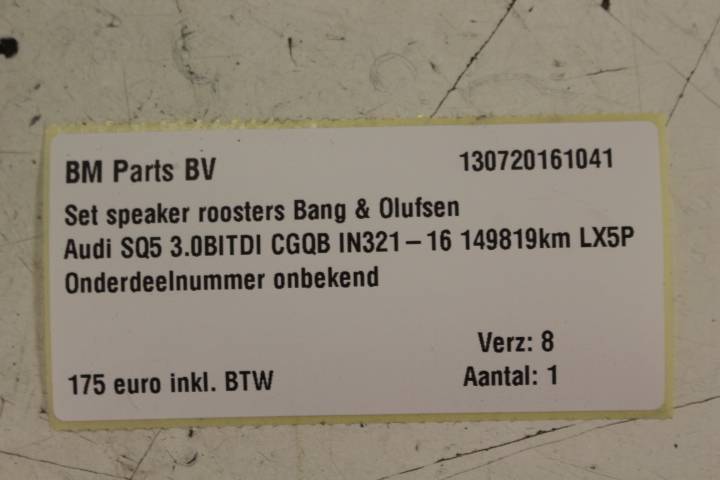 BM Parts BV 130720161041
Set speaker roosters Bang & Olufsen
Audi SQ5 3.0BITDI CGQB IN321-16 149819km LX5P
Onderdeelnummer onbekend
Verz: 8
175 euro inkl. BTW Aantal: 1